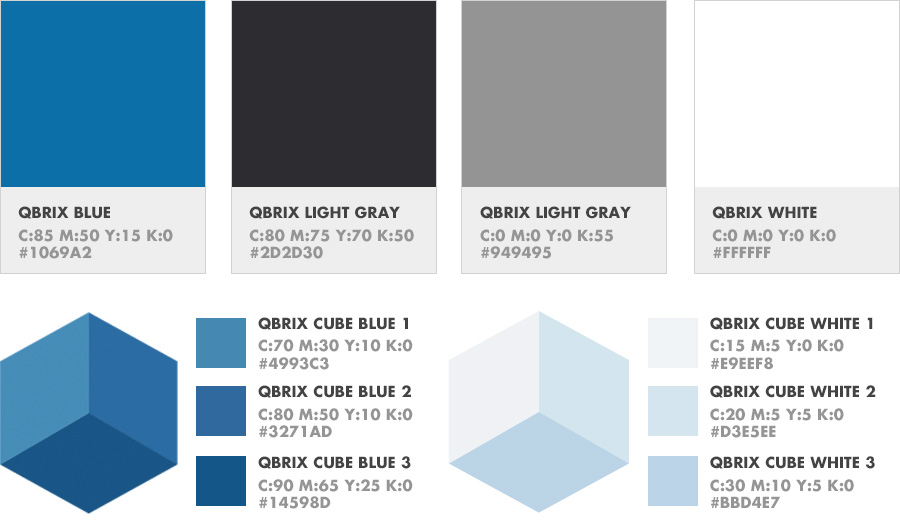 QBRIX BLUE
C:85 M:50 Y:15 K:0
#1069A2
QBRIX LIGHT GRAY
C:80 M:75 Y:70 K:50
#2D2D30
QBRIX LIGHT GRAY
C:0 M:0 Y:0 K:55
#949495
QBRIX WHITE
C:0 M:0 Y:0 K:0
#FFFFFF
QBRIX CUBE BLUE 1
C:70 M:30 Y:10 K:0
#4993C3
QBRIX CUBE BLUE 2
C:80 M:50 Y:10 K:0
#3271AD
QBRIX CUBE BLUE 3
C:90 M:65 Y:25 K:0
#14598D
QBRIX CUBE WHITE 1
C:15 M:5 Y:0 K:0
#E9EEF8
QBRIX CUBE WHITE 2
C:20 M:5 Y:5 K:0
#D3E5EE
QBRIX CUBE WHITE 3
C:30 M:10 Y:5 K:0
#BBD4E7